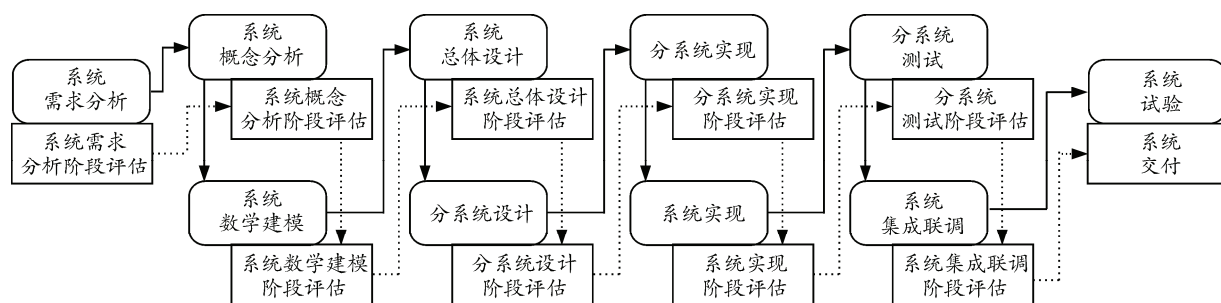 系统
需求分析
系统需求
分析阶段评估
系统
概念分析
系统概念
分析阶段评估
系统
数学建模
系统数学建模
阶段评估
系统
总体设计
系统总体设计
阶段评估
分系统设计
分系统设计
阶段评估
分系统实现
分系统实现
阶段评估
系统实现
系统实现
阶段评估
分系统
测试
分系统
测试阶段评估
系统
集成联调
系统集成联调
阶段评估
系统
试验
系统
交付